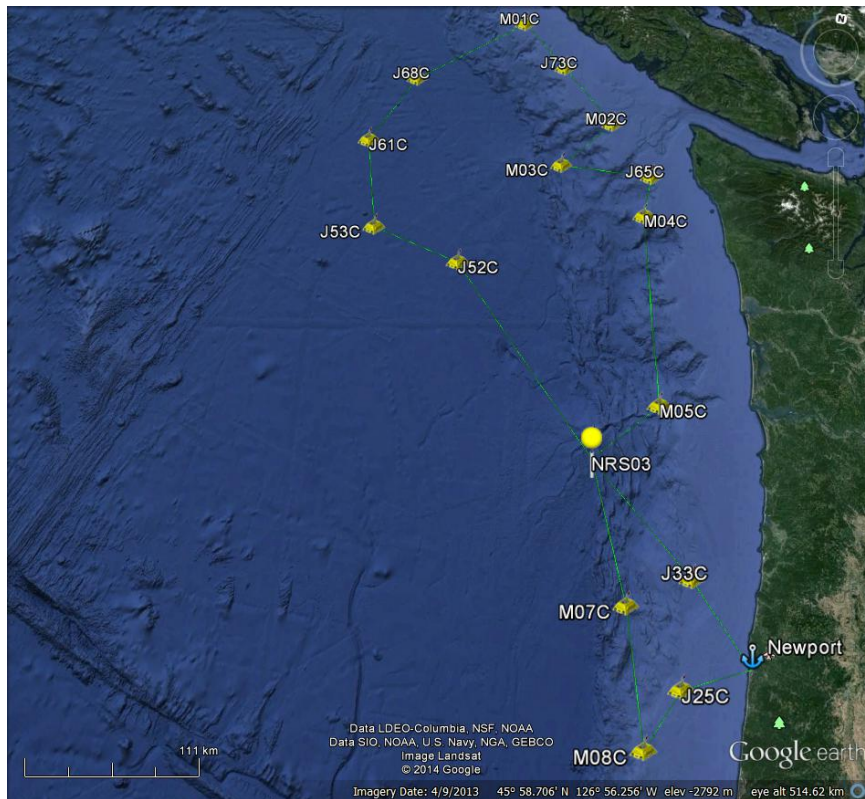 M01C
J73C
J68C
M02C
J61C
M03C
J65C
M04C
J53C
J52C
M05C
NRS03
J33C
M07C
Newport
J25C
M08C
Data LDEO-Columbia, NSF, NOAA
Data SIO, NOAA, U.S. Navy, NGA, GEBCO
Image Landsat
© 2014 Google
111 km
Google earth
Imagery Date: 4/9/2013 45° 58.706' N 126° 56.256' W elev -2792 m eye alt 514.62 km
N